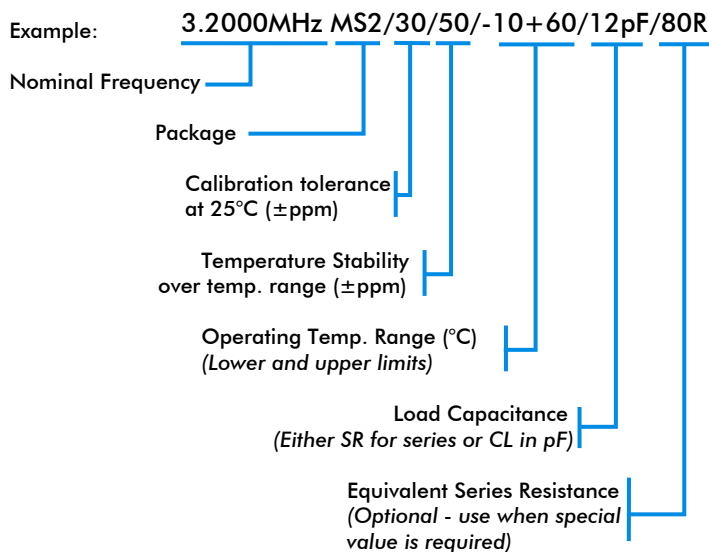 Example: 3.2000MHz MS2/30/50/-10+60/12pF/80R
Nominal Frequency
Package
Calibration tolerance
at 25°C (±ppm)
Temperature Stability
over temp. range (±ppm)
Operating Temp. Range (°C)
(Lower and upper limits)
Load Capacitance
(Either SR for series or CL in pF)
Equivalent Series Resistance
(Optional - use when special
value is required)